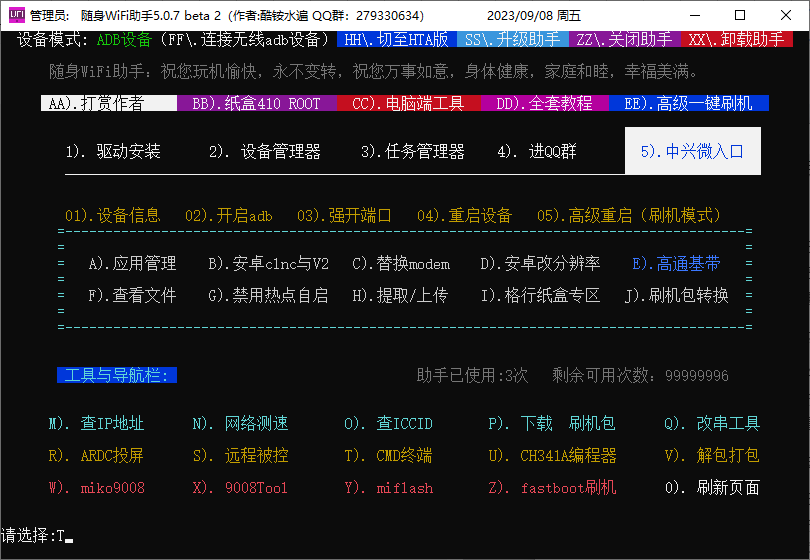 管理员: 随身WiFi助手5.0.7 beta 2 (作者:酷铵水遍 QQ群: 279330634) 2023/09/08 周五
设备模式: ADB设备 (FF\.连接无线adb设备) HH\.切至HTA版 SS\.升级助手 ZZ\.关闭助手 XX\.卸载助手
随身WiFi助手: 祝您玩机愉快，永不变转，祝您万事如意，身体健康，家庭和睦，幸福美满。
AA).打赏作者 BB).纸盒410 ROOT CC).电脑端工具 DD).全套教程 EE).高级一键刷机
1). 驱动安装 2). 设备管理器 3).任务管理器 4). 进QQ群 5).中兴微入口
01).设备信息 02).开启adb 03).强开端口 04).重启设备 05).高级重启（刷机模式）
A).应用管理 B).安卓clnc与V2 C).替换modem D).安卓改分辨率 E).高通基带
F).查看文件 G).禁用热点自启 H).提取/上传 I).格行纸盒专区 J).刷机包转换
工具与导航栏: 助手已使用:3次 剩余可用次数: 99999996
M). 查IP地址 N). 网络测速 O). 查ICCID P). 下载 刷机包 Q). 改串工具
R). ARDC投屏 S). 远程被控 T). CMD终端 U). CH341A编程器 V). 解包打包
W). miko9008 X). 9008Tool Y). miflash Z). fastboot刷机 0). 刷新页面
请选择:T